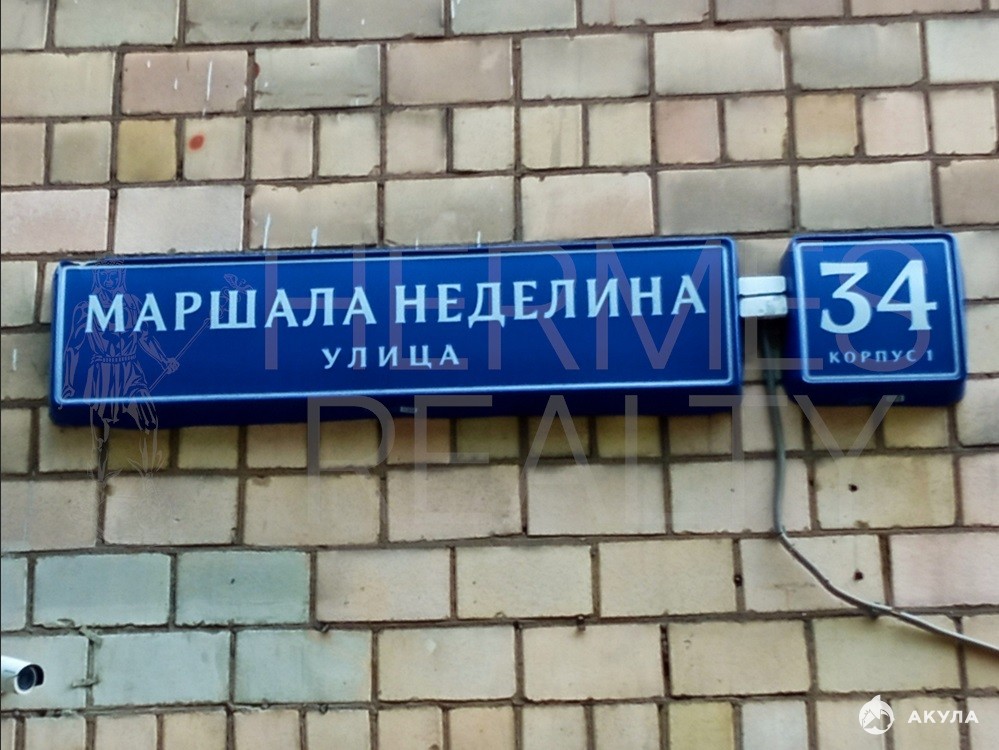 МАРШАЛА НЕДЕЛИНА
УЛИЦА
34
КОРПУС 1
HERMES
REALTY
АКУЛА